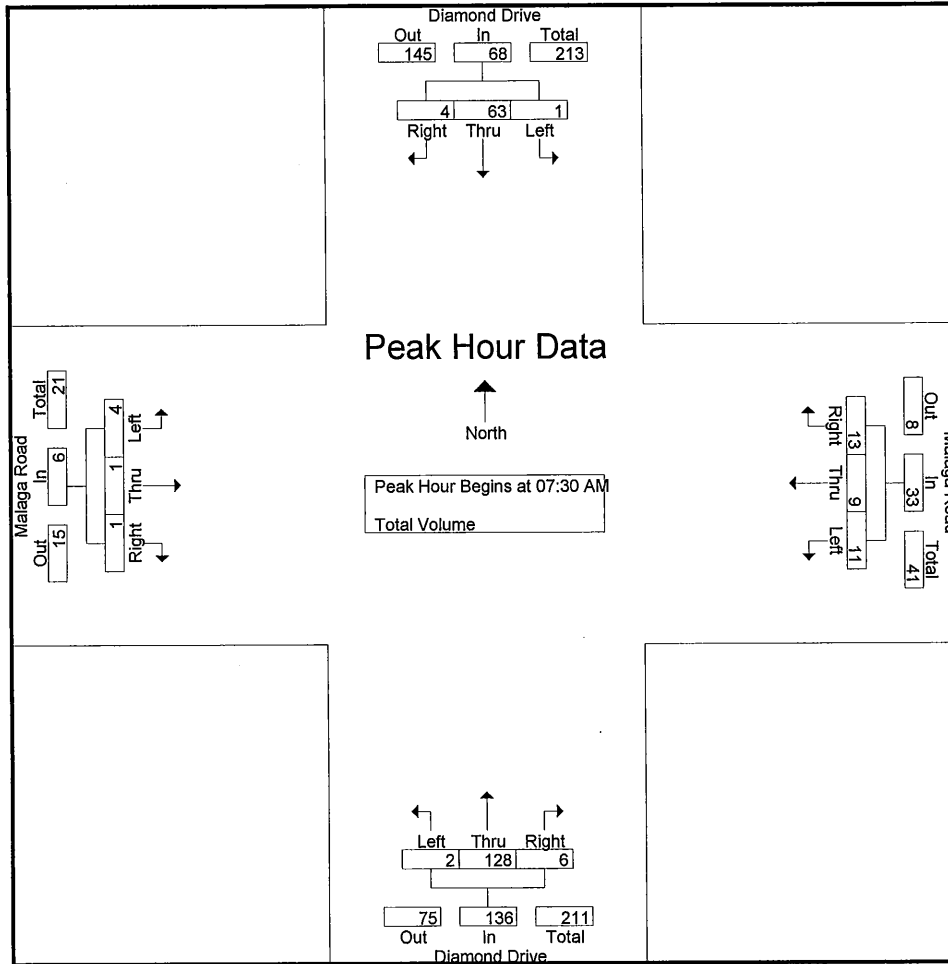 Diamond Drive
Out In Total
145 68 213
4 63 1
Right Thru Left
Peak Hour Data
North
Peak Hour Begins at 07:30 AM
Total Volume
Malaga Road
Out In Total
15 6 21
Right Thru Left
1 1 4
Right Thru Left
13 9 11
Out In Total
8 33 41
Malaga Road
Left Thru Right
2 128 6
75 136 211
Out In Total
Diamond Drive